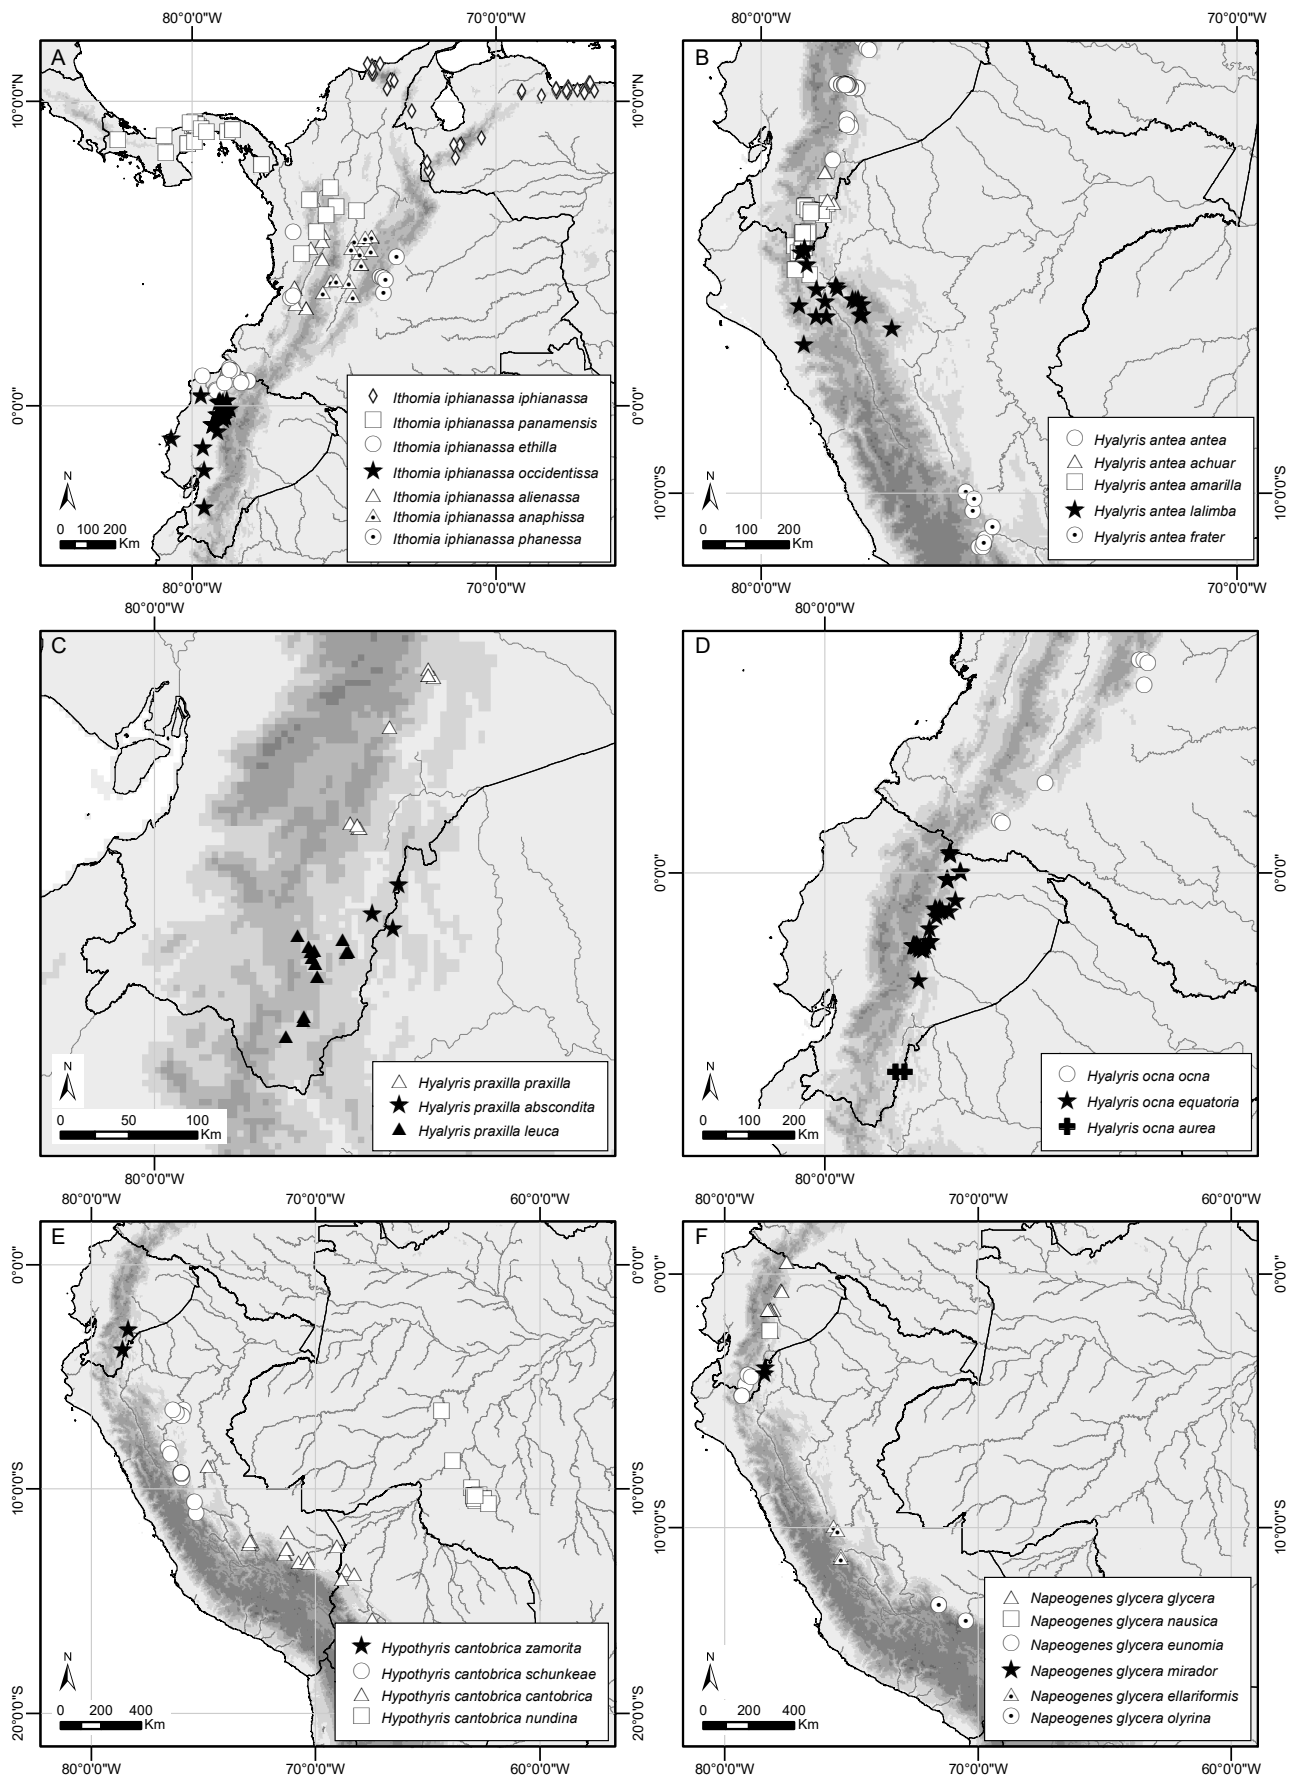 80°0'0"W 70°0'0"W 80°0'0"W 70°0'0"W
A
B
10°0'0"N 10°0'0"N
0°0'0" 0°0'0"
10°0'0"S 10°0'0"S
Ithomia iphianassa iphianassa
Ithomia iphianassa panamensis
Ithomia iphianassa ethilla
Ithomia iphianassa occidentissa
Ithomia iphianassa alienassa
Ithomia iphianassa anaphissa
Ithomia iphianassa phanessa
N
0 100 200
Km
Hyalyris antea antea
Hyalyris antea achuar
Hyalyris antea amarilla
Hyalyris antea lalimba
Hyalyris antea frater
N
0 100 200
Km
80°0'0"W 70°0'0"W 80°0'0"W 70°0'0"W
80°0'0"W 80°0'0"W
C
D
0°0'0" 0°0'0"
Hyalyris praxilla praxilla
Hyalyris praxilla abscondita
Hyalyris praxilla leuca
N
0 50 100
Km
Hyalyris ocna ocna
Hyalyris ocna equatoria
Hyalyris ocna aurea
N
0 100 200
Km
80°0'0"W 80°0'0"W
80°0'0"W 70°0'0"W 60°0'0"W 80°0'0"W 70°0'0"W 60°0'0"W
E
F
0°0'0" 0°0'0" 0°0'0"
10°0'0"S 10°0'0"S 10°0'0"S
20°0'0"S
Hypothyris cantobrica zamorita
Hypothyris cantobrica schunkeae
Hypothyris cantobrica cantobrica
Hypothyris cantobrica nundina
N
0 200 400
Km
Napeogenes glycera glycera
Napeogenes glycera nausica
Napeogenes glycera eunomia
Napeogenes glycera mirador
Napeogenes glycera ellariformis
Napeogenes glycera olyrina
N
0 200 400
Km
80°0'0"W 70°0'0"W 60°0'0"W 80°0'0"W 70°0'0"W 60°0'0"W